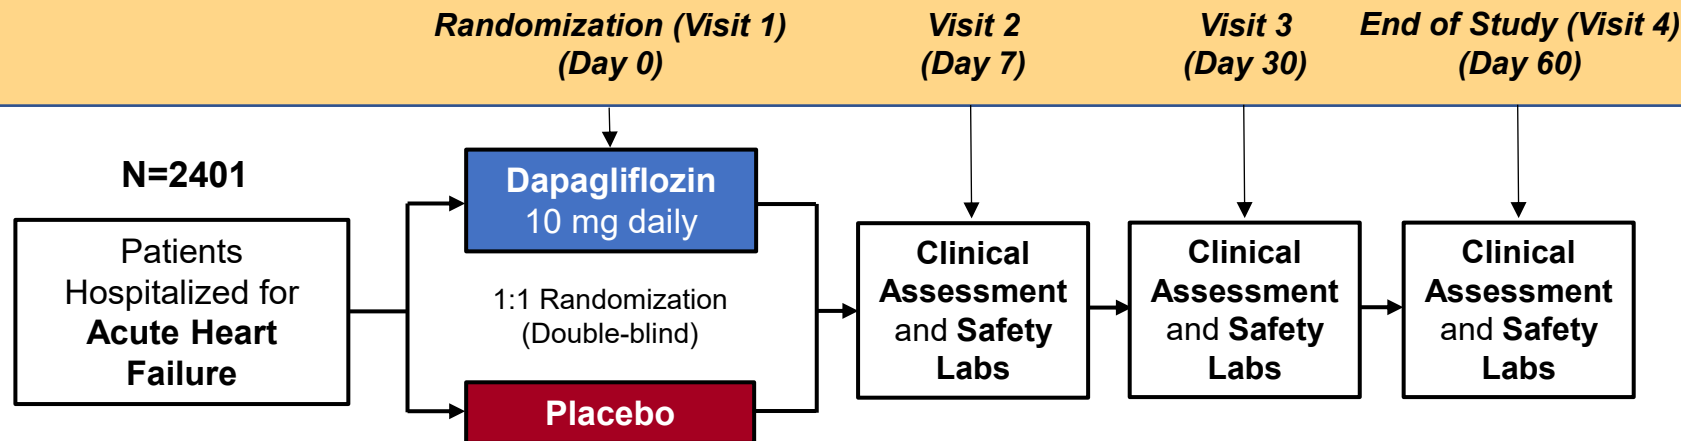 Randomization (Visit 1)
(Day 0)
Visit 2
(Day 7)
Visit 3
(Day 30)
End of Study (Visit 4)
(Day 60)
N=2401
Patients
Hospitalized for
Acute Heart
Failure
Dapagliflozin
10 mg daily
1:1 Randomization
(Double-blind)
Placebo
Clinical
Assessment
and Safety
Labs
Clinical
Assessment
and Safety
Labs
Clinical
Assessment
and Safety
Labs